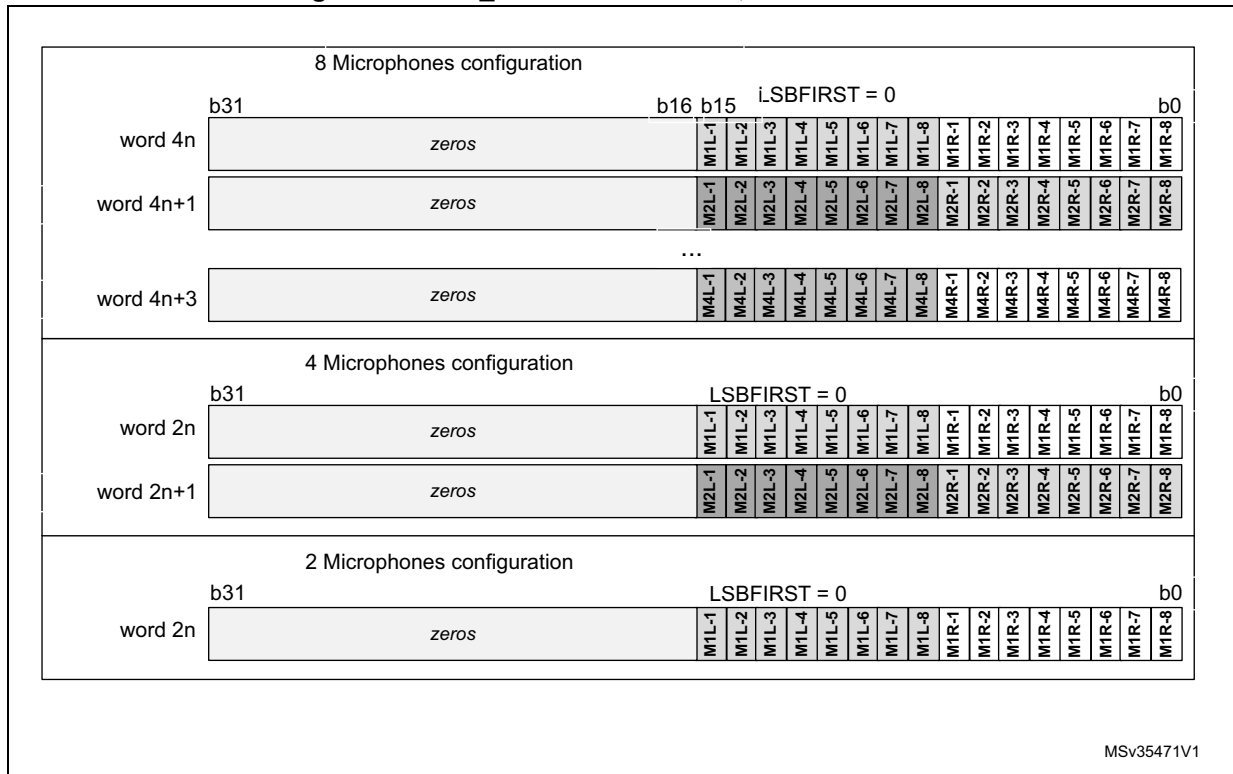 8 Microphones configuration
LSBFIRST = 0
b31 b16 b15 b0
word 4n zeros M1L-1 M1L-2 M1L-3 M1L-4 M1L-5 M1L-6 M1L-7 M1L-8 M1R-1 M1R-2 M1R-3 M1R-4 M1R-5 M1R-6 M1R-7 M1R-8
word 4n+1 zeros M2L-1 M2L-2 M2L-3 M2L-4 M2L-5 M2L-6 M2L-7 M2L-8 M2R-1 M2R-2 M2R-3 M2R-4 M2R-5 M2R-6 M2R-7 M2R-8
...
word 4n+3 zeros M4L-1 M4L-2 M4L-3 M4L-4 M4L-5 M4L-6 M4L-7 M4L-8 M4R-1 M4R-2 M4R-3 M4R-4 M4R-5 M4R-6 M4R-7 M4R-8
4 Microphones configuration
b31 LSBFIRST = 0 b0
word 2n zeros M1L-1 M1L-2 M1L-3 M1L-4 M1L-5 M1L-6 M1L-7 M1L-8 M1R-1 M1R-2 M1R-3 M1R-4 M1R-5 M1R-6 M1R-7 M1R-8
word 2n+1 zeros M2L-1 M2L-2 M2L-3 M2L-4 M2L-5 M2L-6 M2L-7 M2L-8 M2R-1 M2R-2 M2R-3 M2R-4 M2R-5 M2R-6 M2R-7 M2R-8
2 Microphones configuration
b31 LSBFIRST = 0 b0
word 2n zeros M1L-1 M1L-2 M1L-3 M1L-4 M1L-5 M1L-6 M1L-7 M1L-8 M1R-1 M1R-2 M1R-3 M1R-4 M1R-5 M1R-6 M1R-7 M1R-8
MSv35471V1